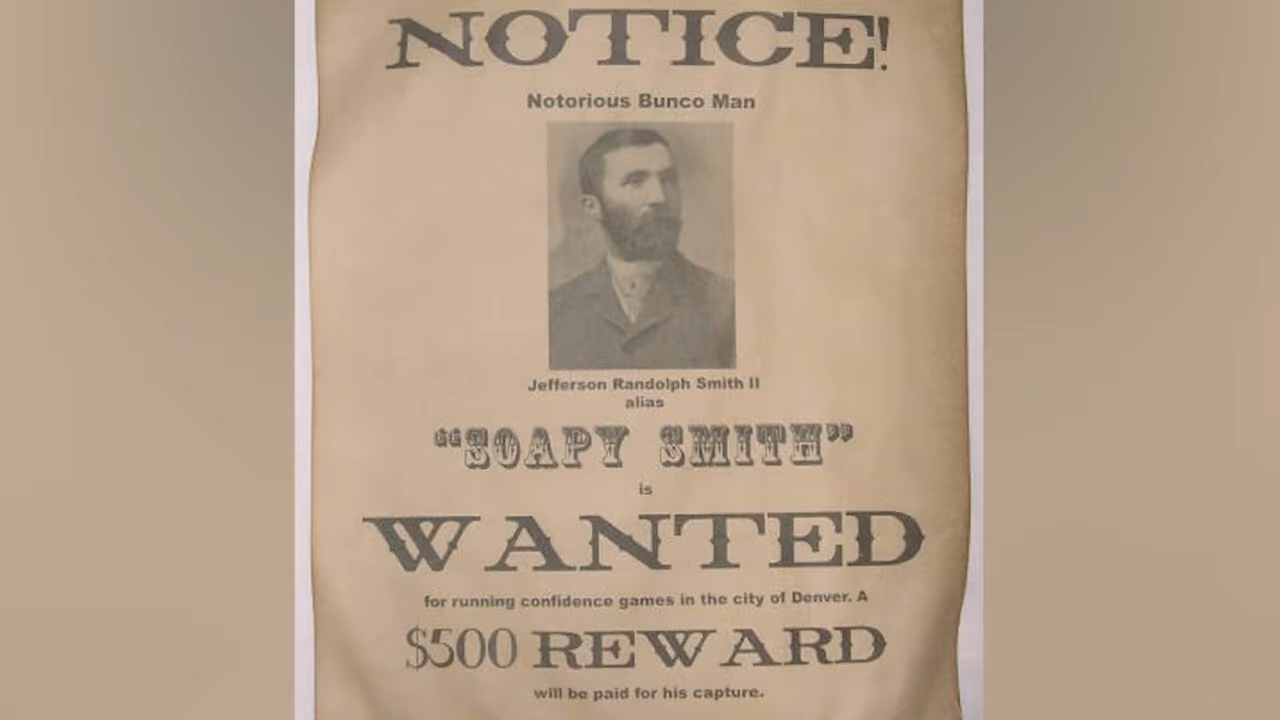 NOTICE!
Notorious Bunco Man
Jefferson Randolph Smith II
alias
“SOAPY SMITH”
is
WANTED
for running confidence games in the city of Denver. A
$500 REWARD
will be paid for his capture.